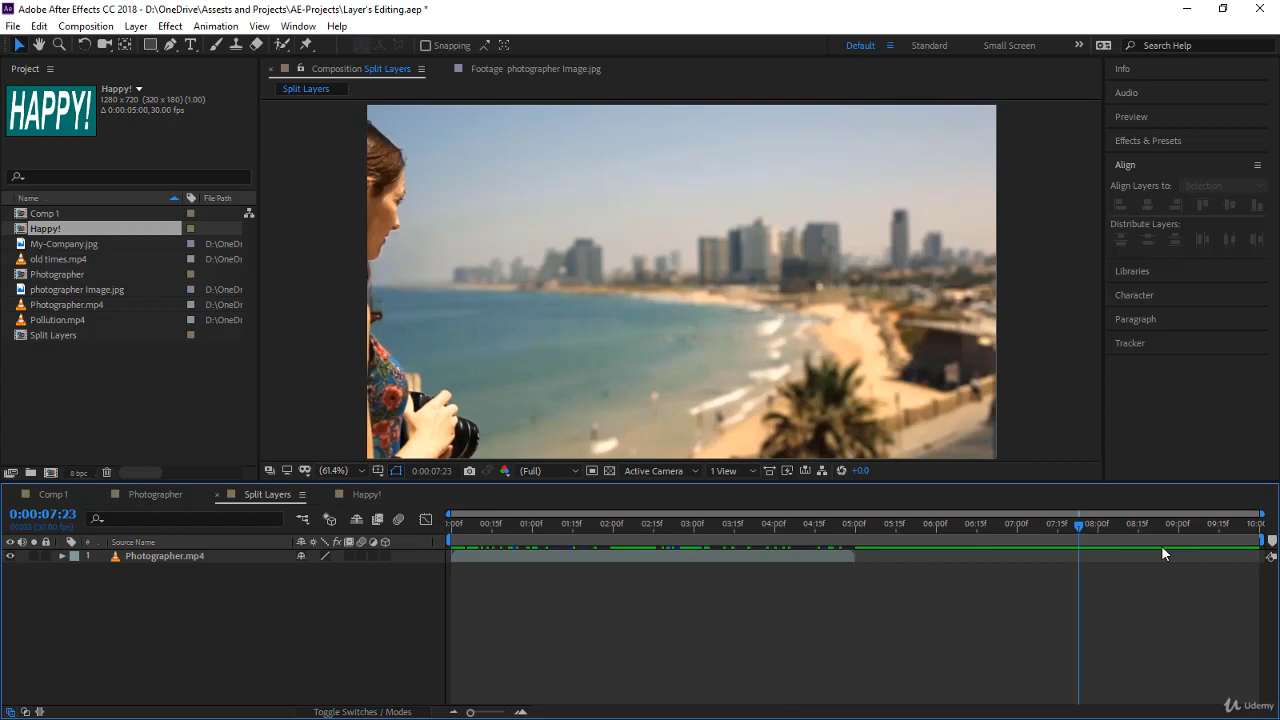 Adobe After Effects CC 2018 - D:\OneDrive\Assests and Projects\AE-Projects\Layer's Editing.aep *
File Edit Composition Layer Effect Animation View Window Help
Snapping
Default Standard Small Screen Search Help
Project
Composition Split Layers
Footage photographer Image.jpg
Info
Happy!
1280 x 720 (320 x 180) (1.00)
Δ 0:00:05:00, 30.00 fps
HAPPY!
Split Layers
Audio
Preview
Effects & Presets
Align
Align Layers to: Selection
Distribute Layers:
Libraries
Character
Paragraph
Tracker
Name File Path
Comp 1
Happy!
My-Company.jpg D:\OneDr
old times.mp4 D:\OneDr
Photographer
photographer Image.jpg D:\OneDr
Photographer.mp4 D:\OneDr
Pollution.mp4 D:\OneDr
Split Layers
8 bpc
(61.4%) 0:00:07:23 (Full) Active Camera 1 View +0.0
Comp 1 Photographer Split Layers Happy!
0:00:07:23
00233 (30.00 fps)
:00f 00:15f 01:00f 01:15f 02:00f 02:15f 03:00f 03:15f 04:00f 04:15f 05:00f 05:15f 06:00f 06:15f 07:00f 07:15f 08:00f 08:15f 09:00f 09:15f 10:00
# Source Name
1 Photographer.mp4
Toggle Switches / Modes
Udemy